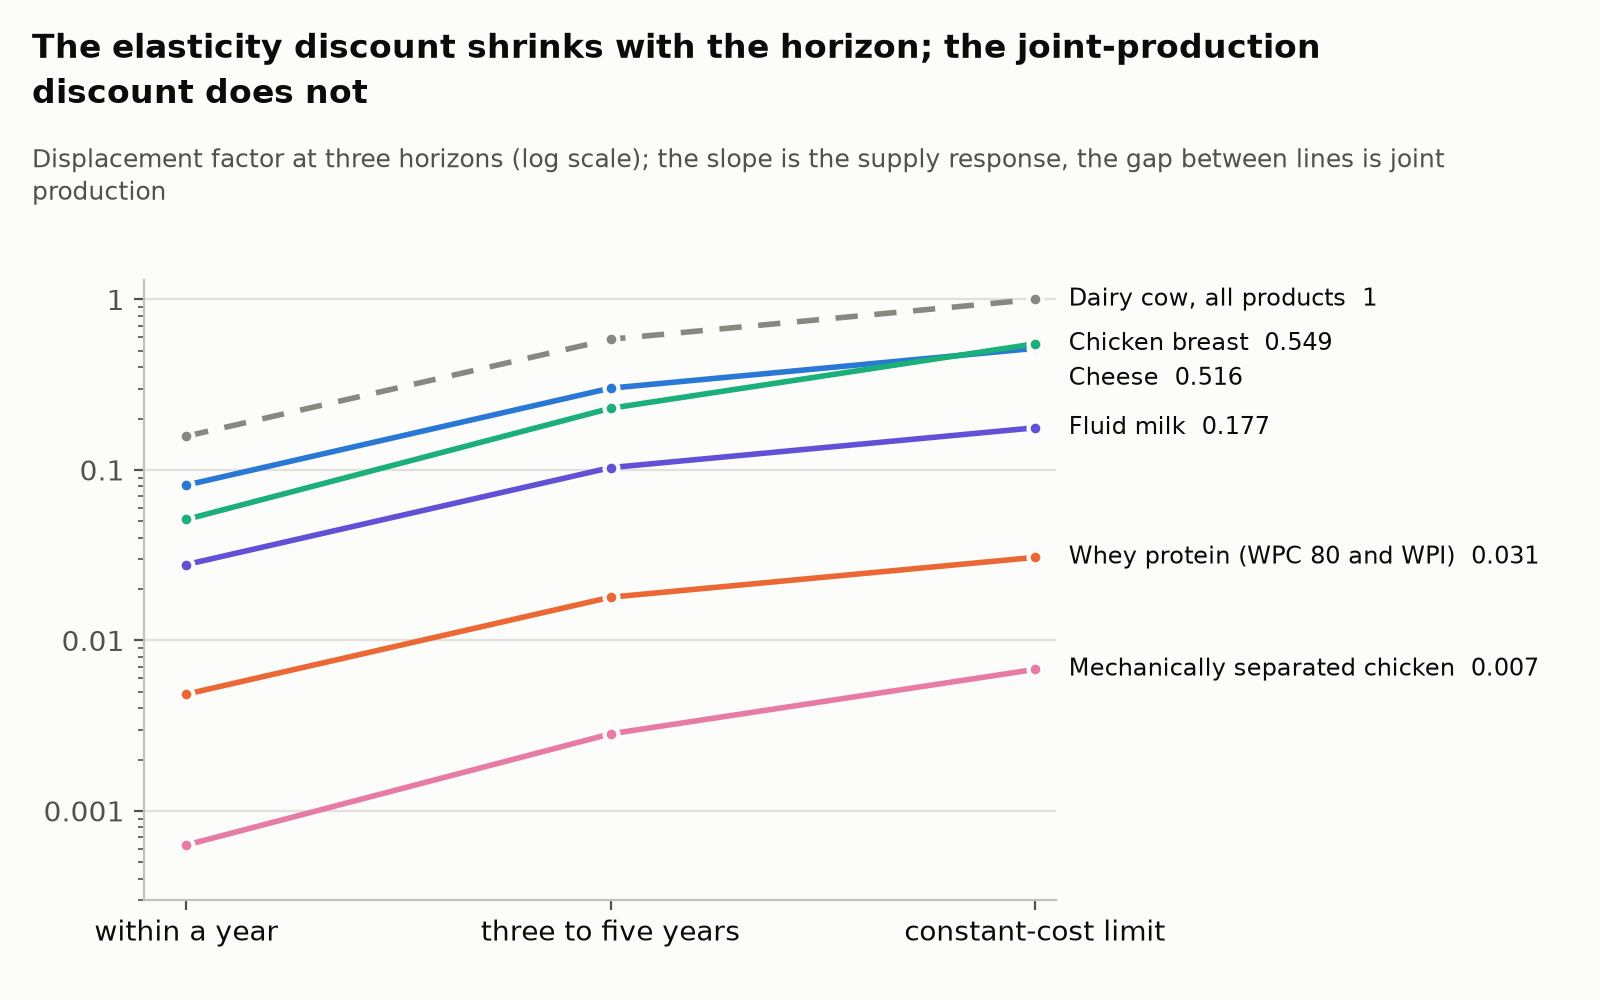 The elasticity discount shrinks with the horizon; the joint-production
discount does not
Displacement factor at three horizons (log scale); the slope is the supply response, the gap between lines is joint
production
1
0.1
0.01
0.001
Dairy cow, all products 1
Chicken breast 0.549
Cheese 0.516
Fluid milk 0.177
Whey protein (WPC 80 and WPI) 0.031
Mechanically separated chicken 0.007
within a year
three to five years
constant-cost limit